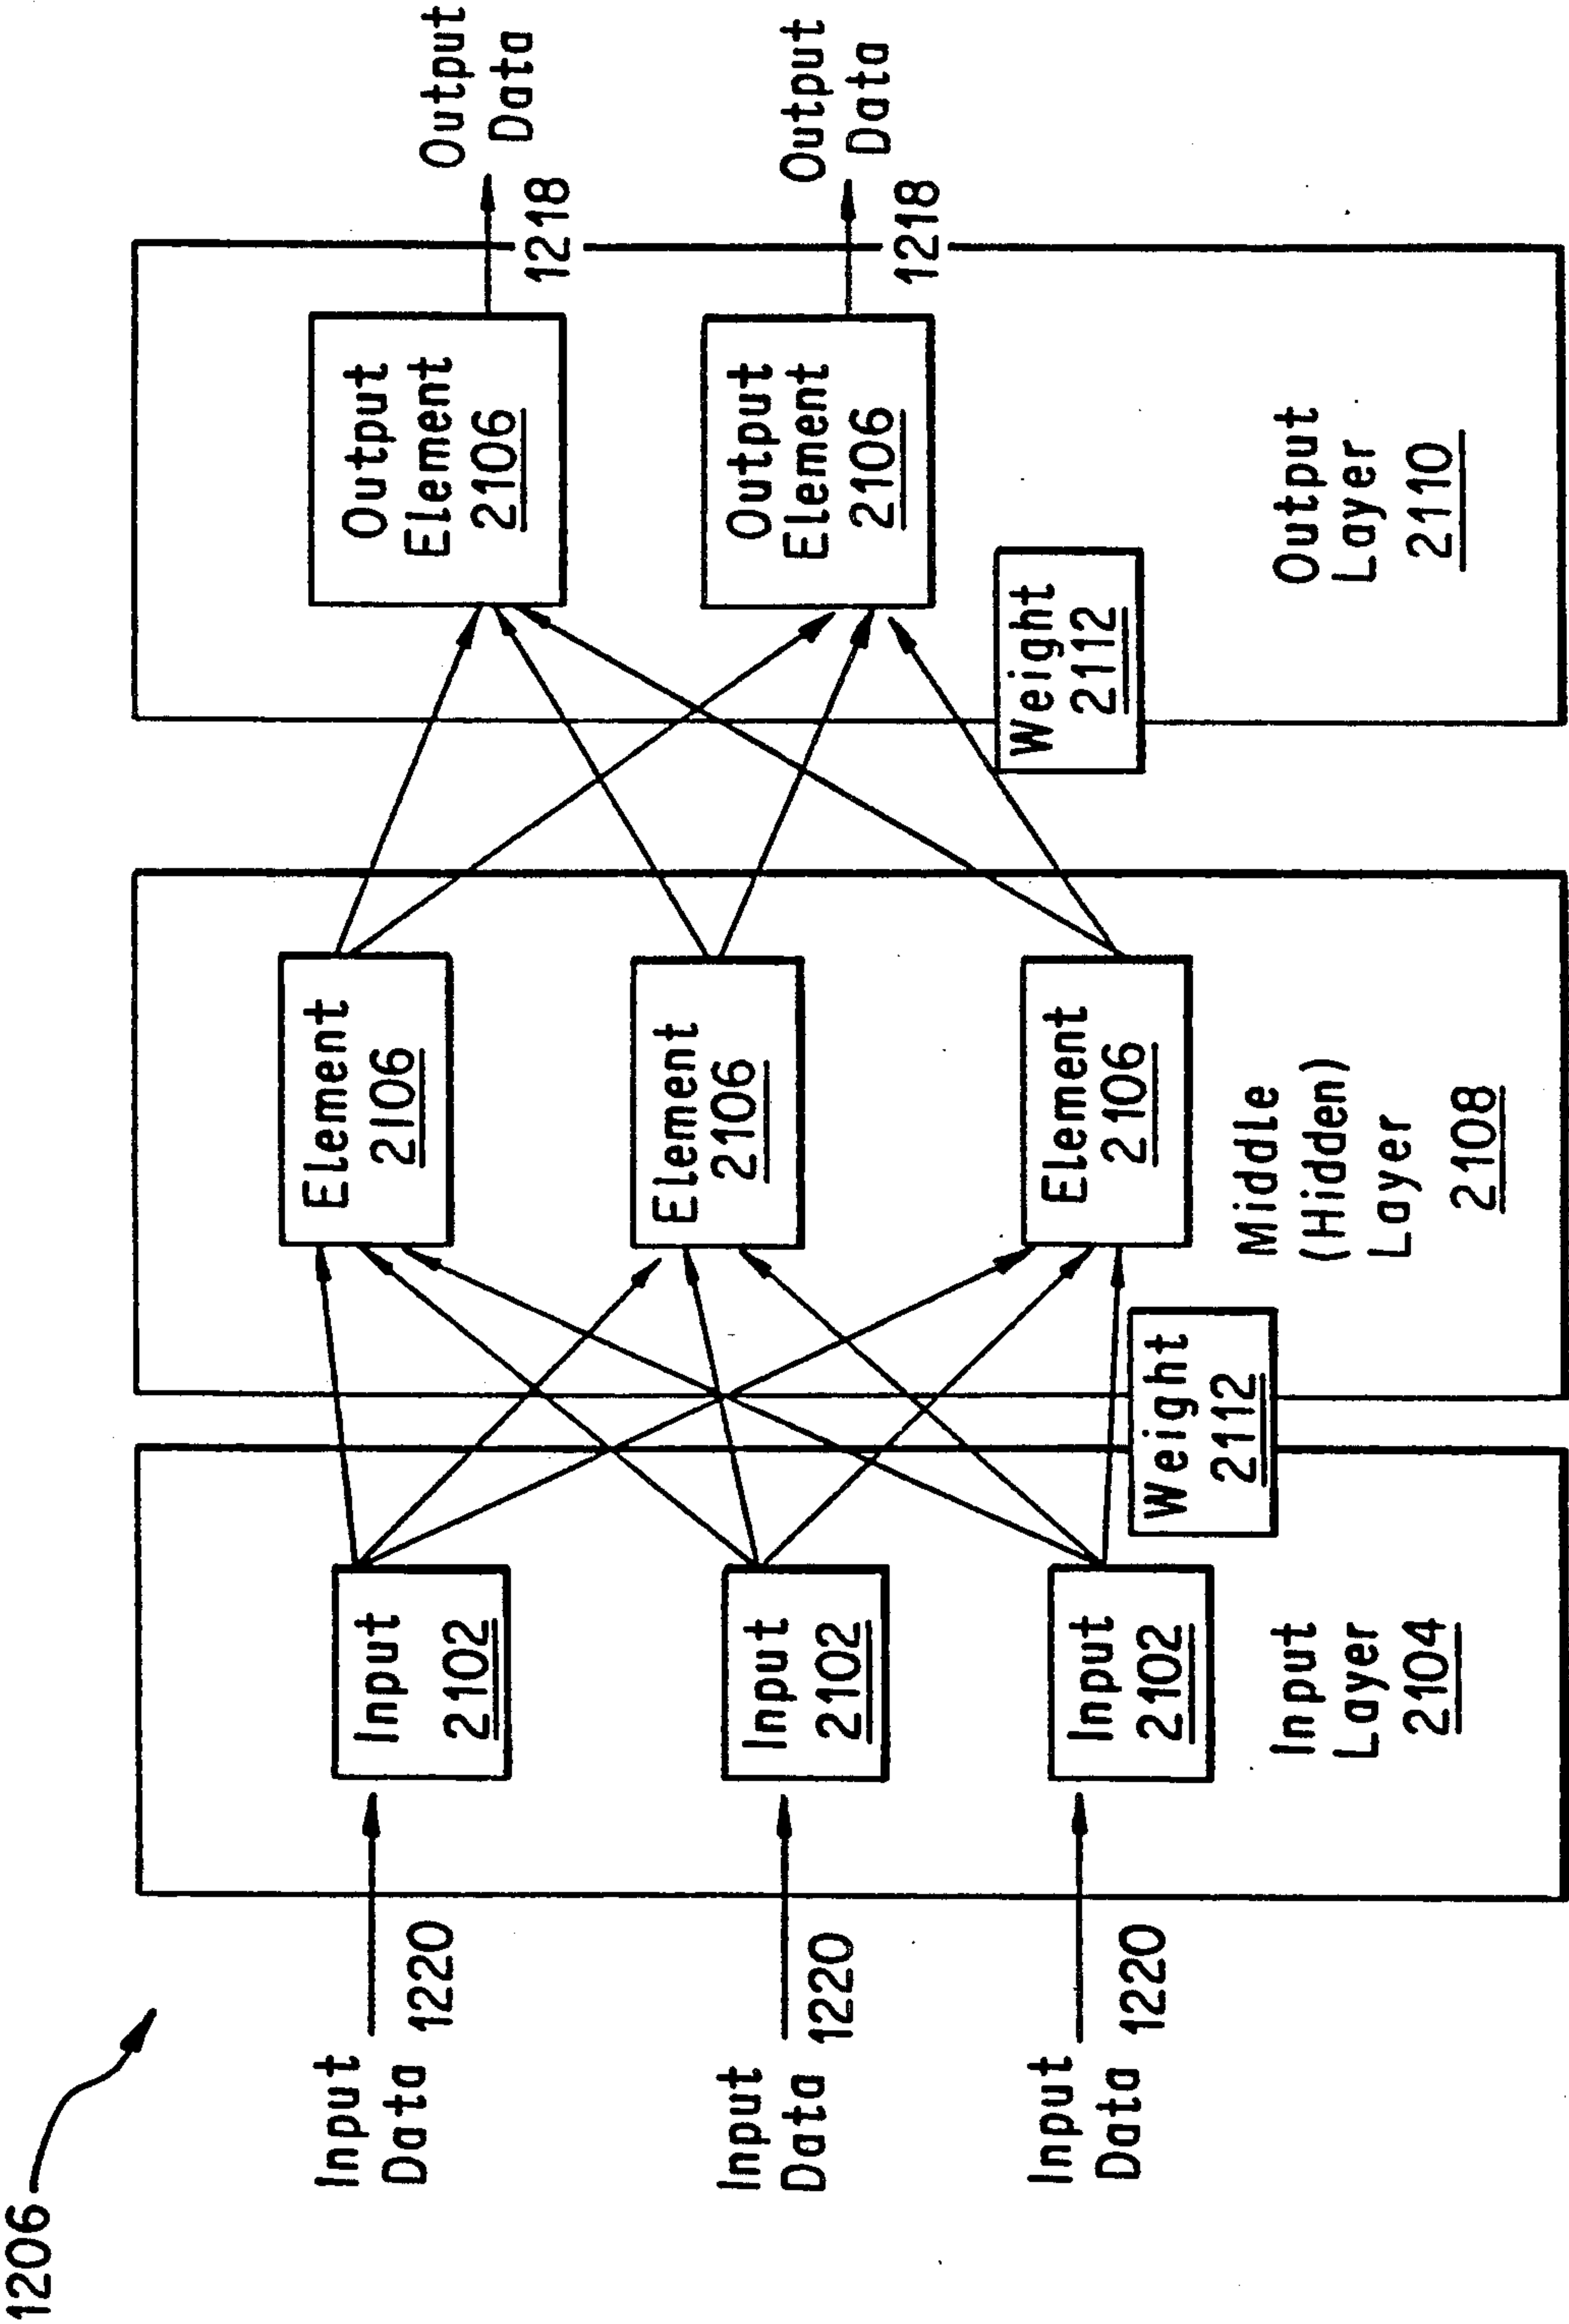 1206
Input
Data 1220
Input
Data 1220
Input
Data 1220
Input
2102
Input
2102
Input
2102
Input
Layer
2104
Weight
2112
Element
2106
Element
2106
Element
2106
Middle
(Hidden)
Layer
2108
Weight
2112
Output
Element
2106
Output
Element
2106
Output
Layer
2110
1218
Output
Data
1218
Output
Data